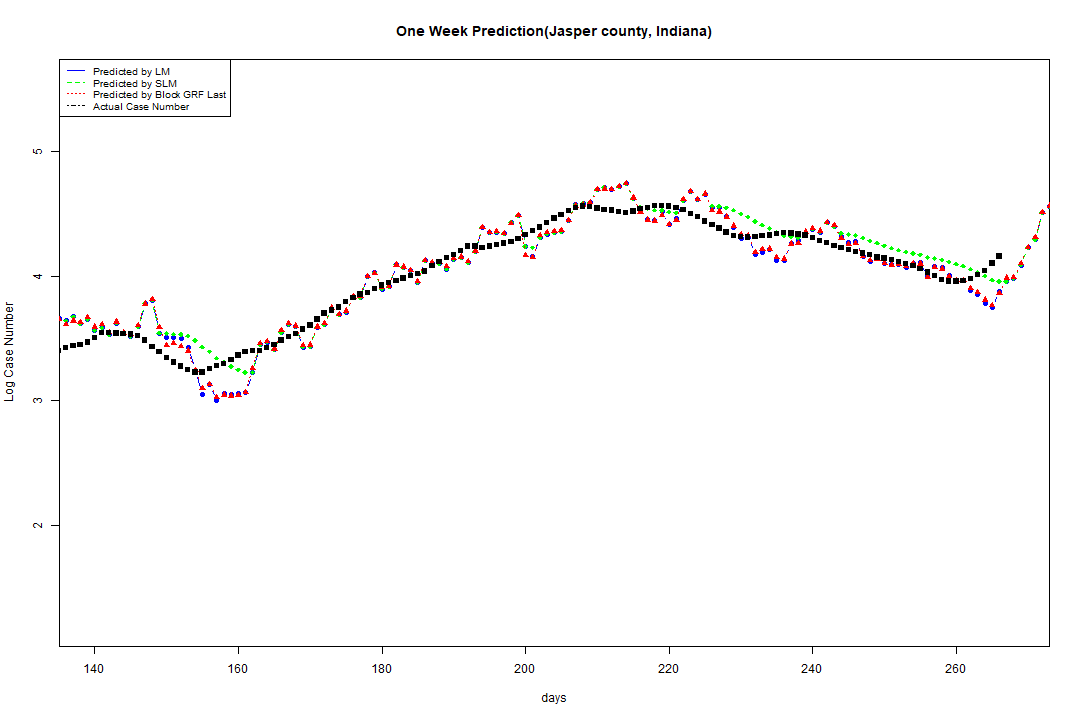 One Week Prediction(Jasper county, Indiana)
Predicted by LM
Predicted by SLM
Predicted by Block GRF Last
Actual Case Number
5
4
3
2
Log Case Number
140 160 180 200 220 240 260
days